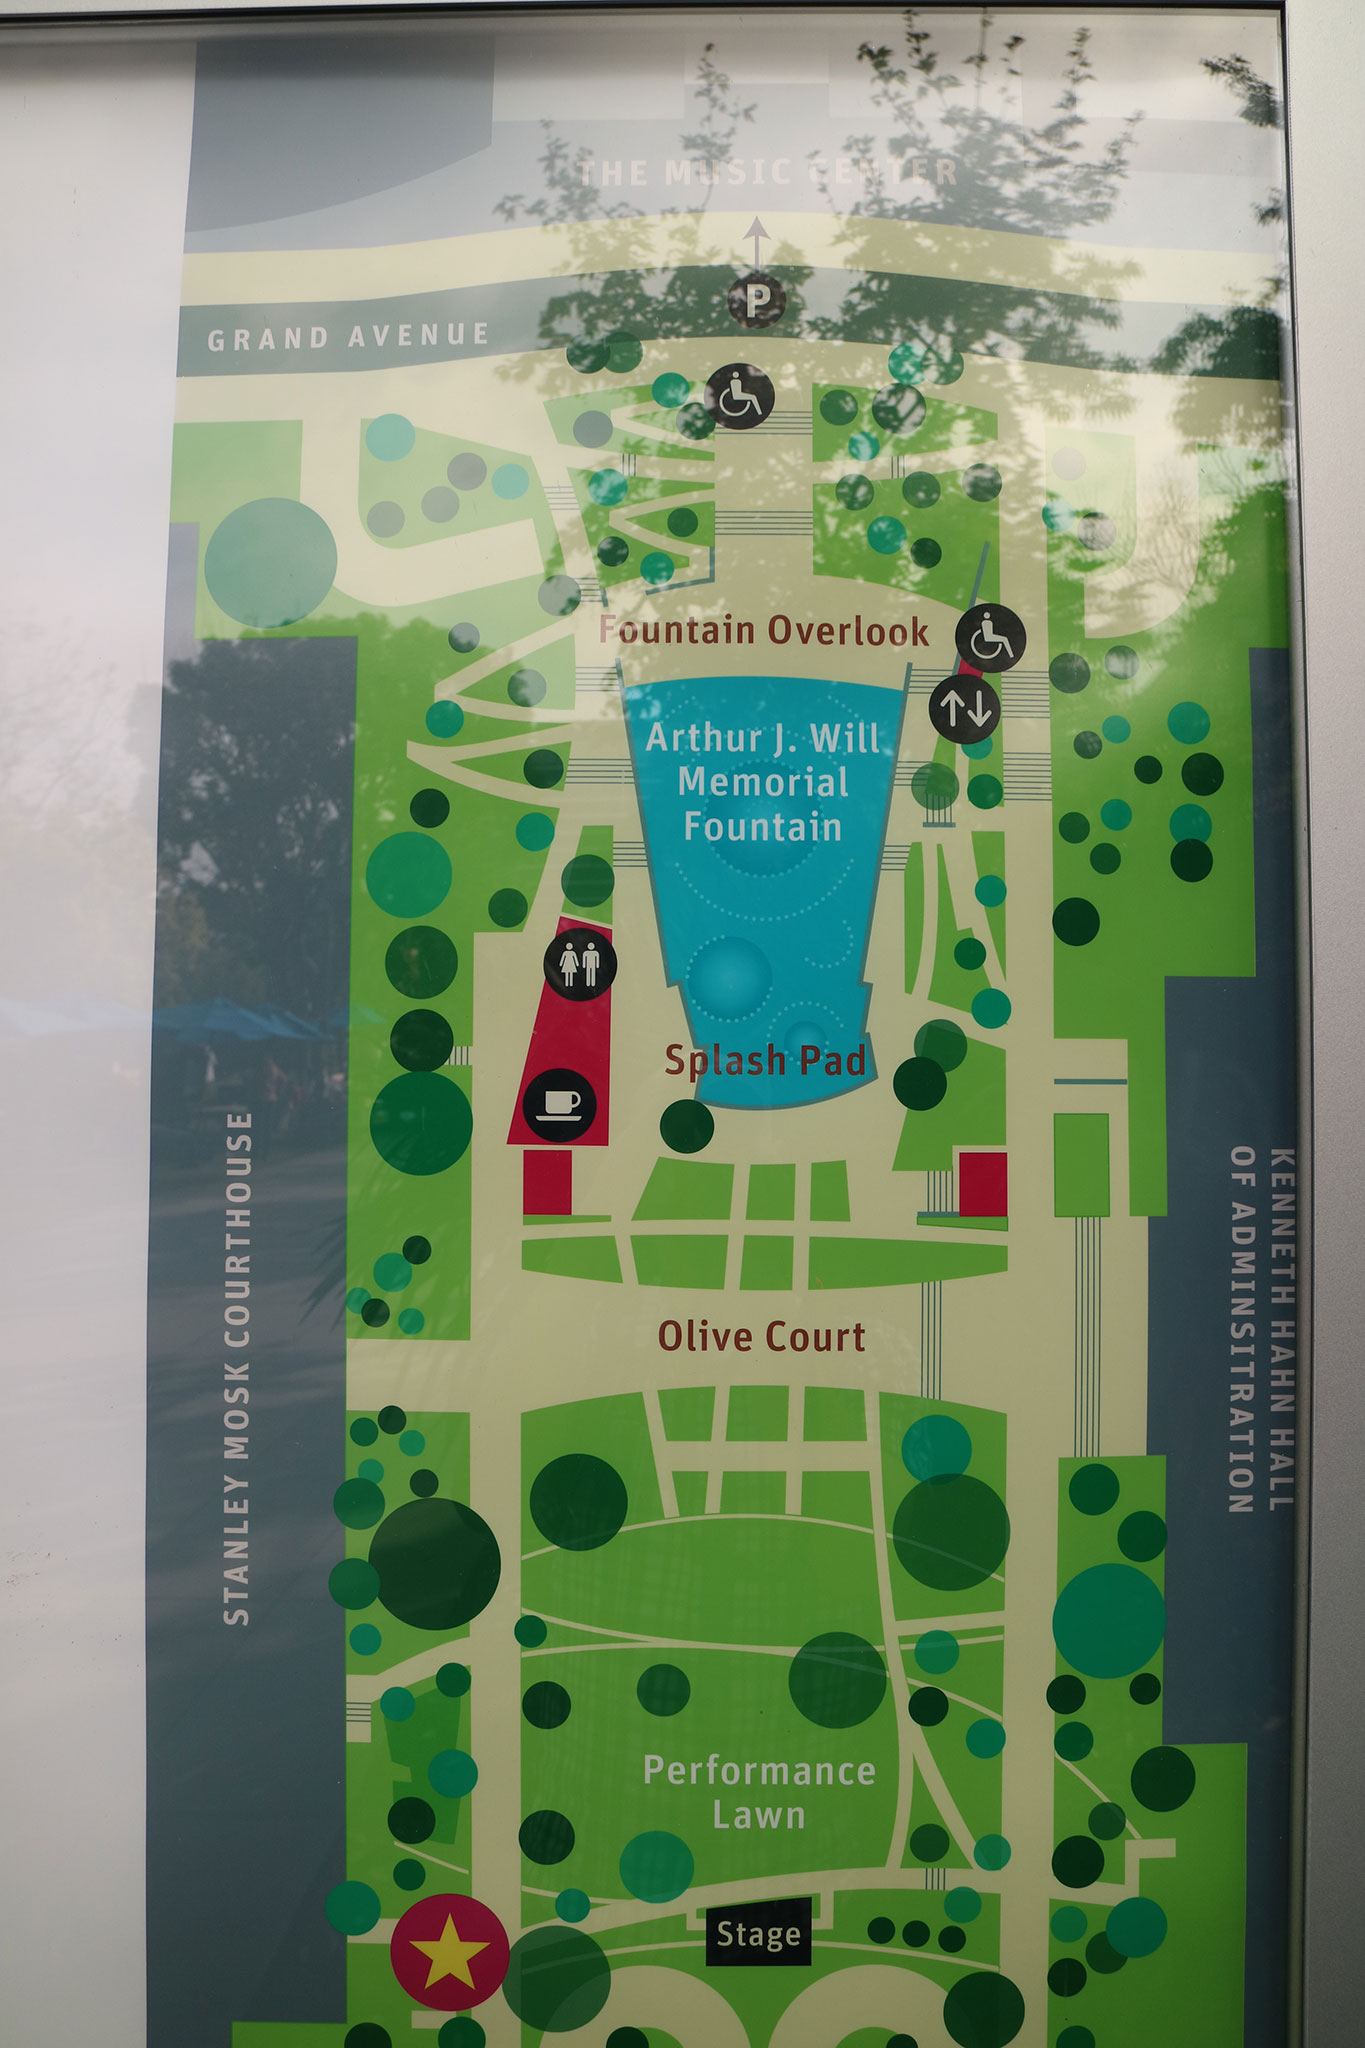 THE MUSIC CENTER
P
GRAND AVENUE
Fountain Overlook
Arthur J. Will
Memorial
Fountain
Splash Pad
STANLEY MOSK COURTHOUSE
KENNETH HAHN HALL
OF ADMINSITRATION
Olive Court
Performance
Lawn
Stage